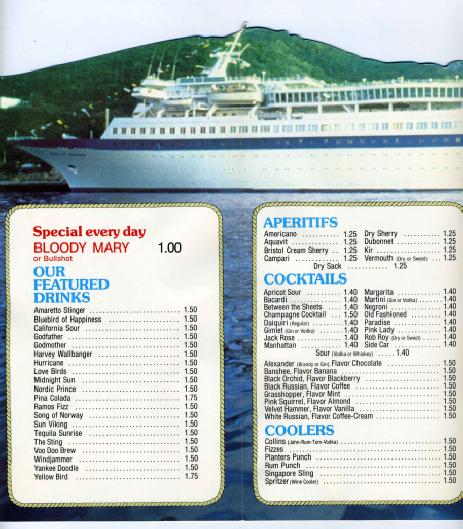 Special every day
BLOODY MARY 1.00
or Bullshot
OUR
FEATURED
DRINKS
Amaretto Stinger 1.50
Bluebird of Happiness 1.50
California Sour 1.50
Godfather 1.50
Godmother 1.50
Harvey Wallbanger 1.50
Hurricane 1.50
Love Birds 1.50
Midnight Sun 1.50
Nordic Prince 1.50
Pina Colada 1.75
Ramos Fizz 1.50
Song of Norway 1.50
Sun Viking 1.50
Tequila Sunrise 1.50
The Sting 1.50
Voo Doo Brew 1.50
Windjammer 1.50
Yankee Doodle 1.50
Yellow Bird 1.75
APERITIFS
Americano 1.25 Dry Sherry 1.25
Aquavit 1.25 Dubonnet 1.25
Bristol Cream Sherry 1.25 Kir 1.25
Campari 1.25 Vermouth (Dry or Sweet) 1.25
Dry Sack 1.25
COCKTAILS
Apricot Sour 1.40 Margarita 1.40
Bacardi 1.40 Martini (Gin or Vodka) 1.40
Between the Sheets 1.40 Negroni 1.40
Champagne Cocktail 1.50 Old Fashioned 1.40
Daiquiri (Regular) 1.40 Paradise 1.40
Gimlet (Gin or Vodka) 1.40 Pink Lady 1.40
Jack Rose 1.40 Rob Roy (Dry or Sweet) 1.40
Manhattan 1.40 Side Car 1.40
Sour (Vodka or Whiskey) 1.40
Alexander (Brandy or Gin), Flavor Chocolate 1.50
Banshee, Flavor Banana 1.50
Black Orchid, Flavor Blackberry 1.50
Black Russian, Flavor Coffee 1.50
Grasshopper, Flavor Mint 1.50
Pink Squirrel, Flavor Almond 1.50
Velvet Hammer, Flavor Vanilla 1.50
White Russian, Flavor Coffee-Cream 1.50
COOLERS
Collins (John-Rum-Tom-Vodka) 1.50
Fizzes 1.50
Planters Punch 1.50
Rum Punch 1.50
Singapore Sling 1.50
Spritzer (Wine Cooler) 1.50